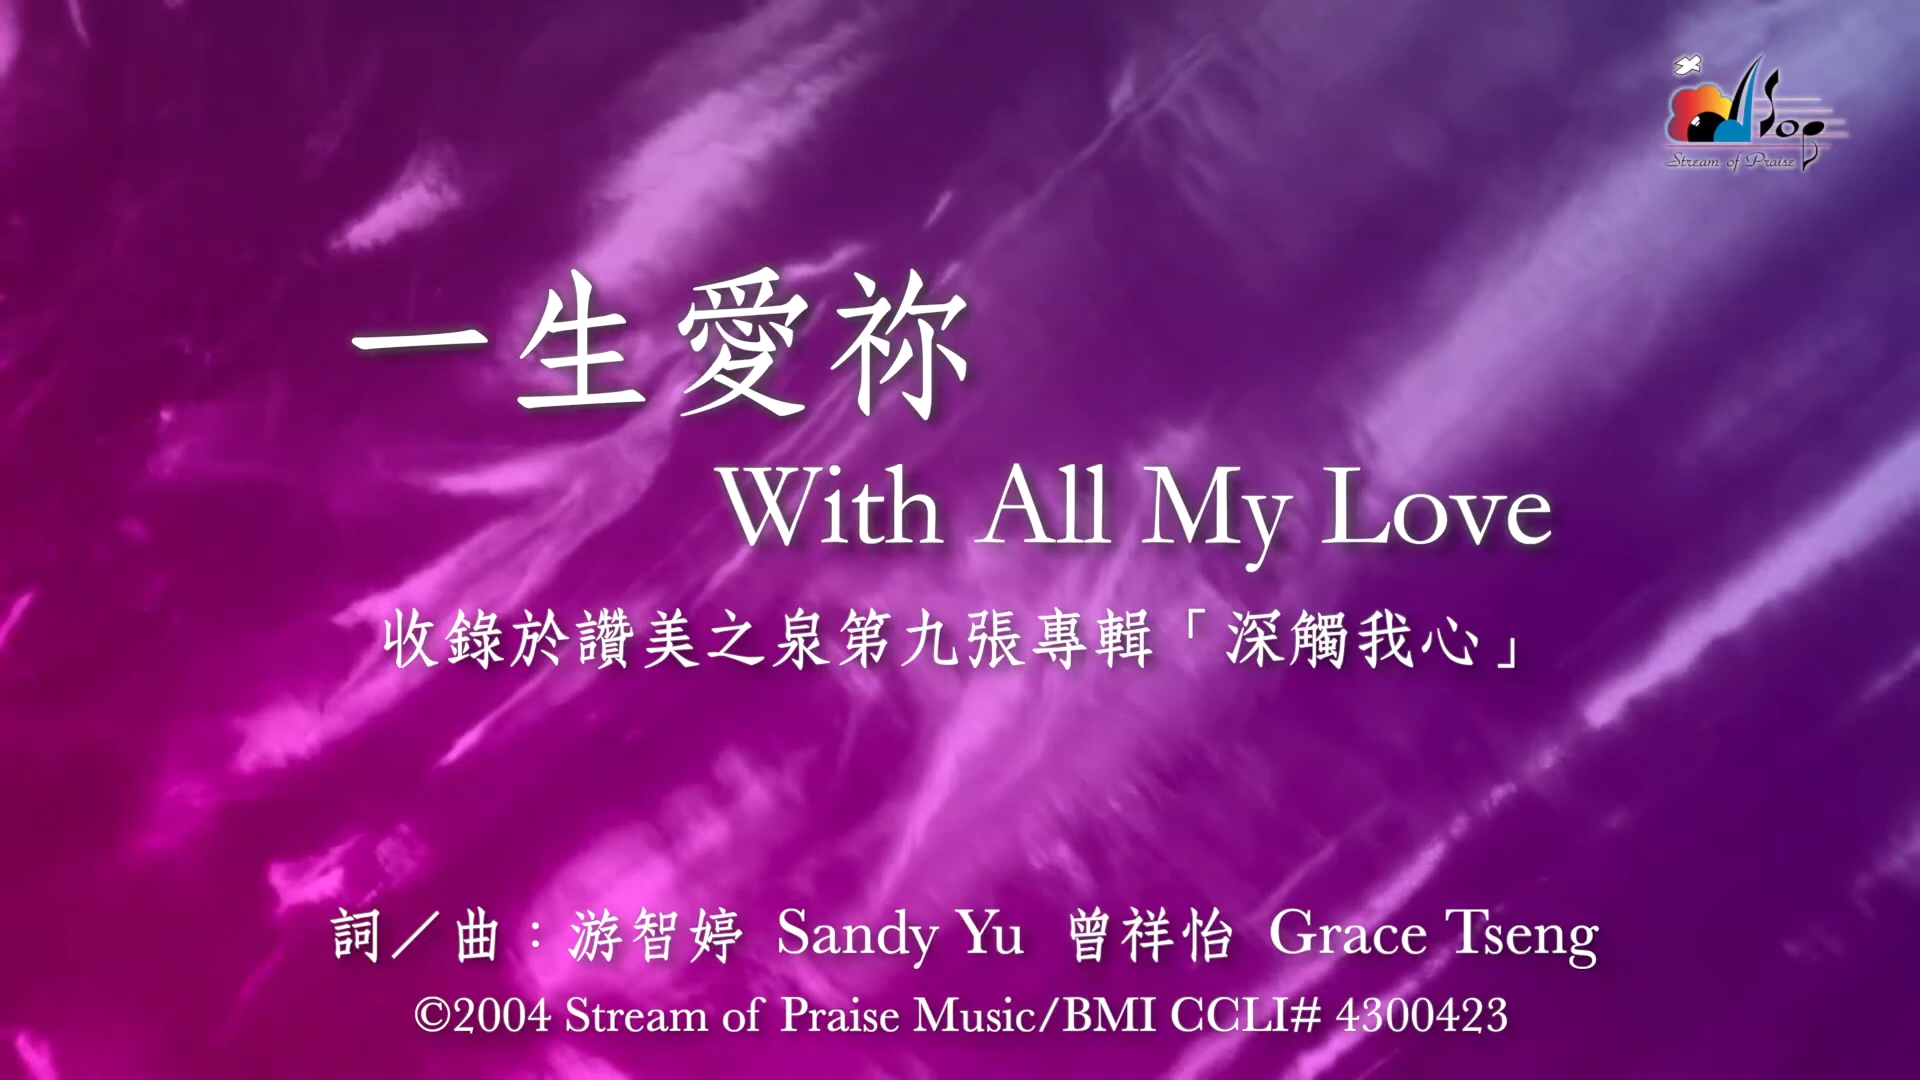 SOP
Stream of Praise
一生愛祢
With All My Love
收錄於讚美之泉第九張專輯「深觸我心」
詞／曲：游智婷 Sandy Yu 曾祥怡 Grace Tseng
©2004 Stream of Praise Music/BMI CCLI# 4300423